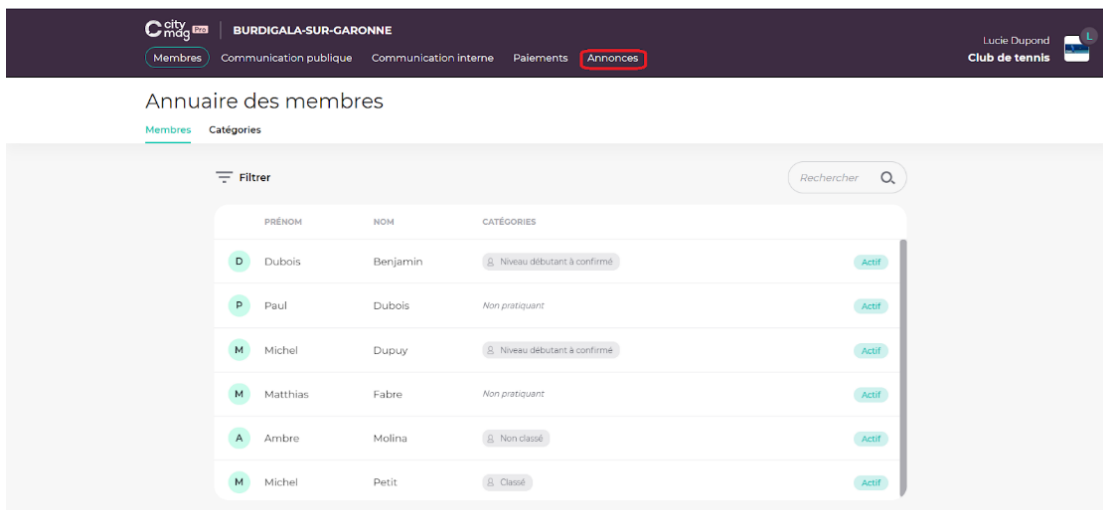 city mag Pro BURDIGALA-SUR-GARONNE
Lucie Dupond L
Membres Communication publique Communication interne Paiements Annonces Club de tennis
Annuaire des membres
Membres Catégories
Filtrer Rechercher
PRÉNOM NOM CATÉGORIES
D Dubois Benjamin Niveau débutant à confirmé Actif
P Paul Dubois Non pratiquant Actif
M Michel Dupuy Niveau débutant à confirmé Actif
M Matthias Fabre Non pratiquant Actif
A Ambre Molina Non classé Actif
M Michel Petit Classé Actif